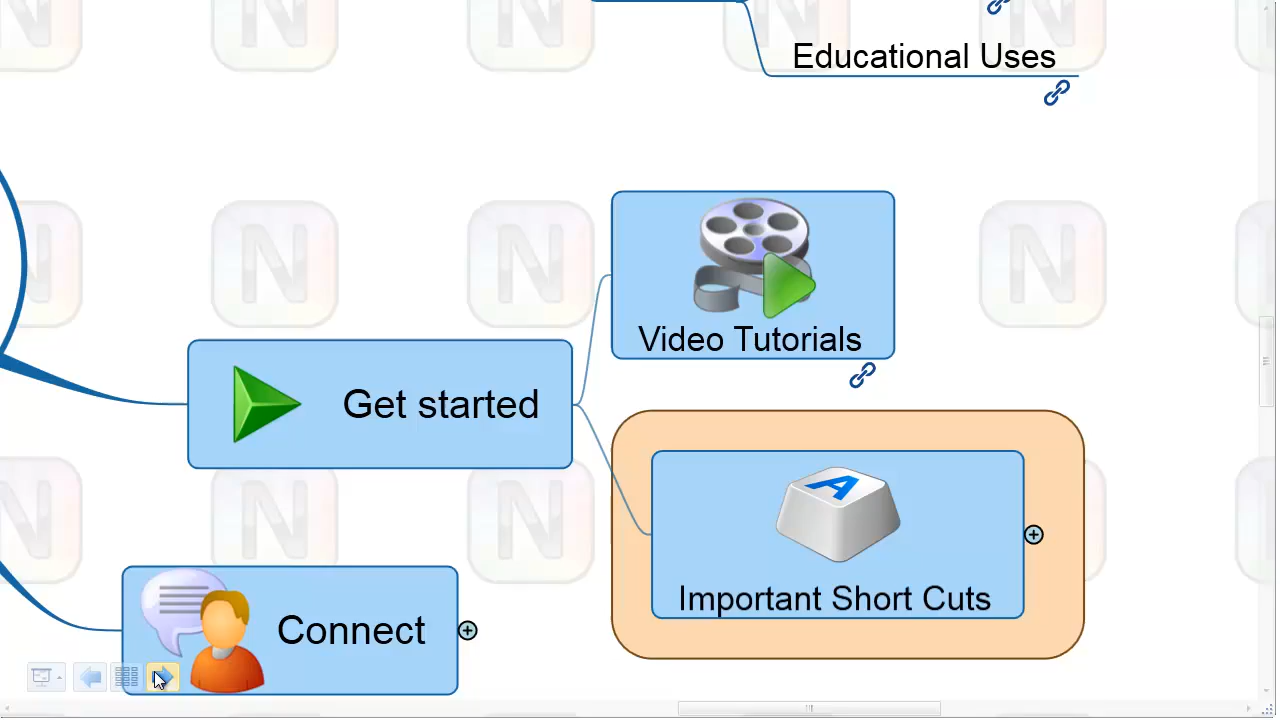 Educational Uses
Video Tutorials
Get started
A
Important Short Cuts
Connect